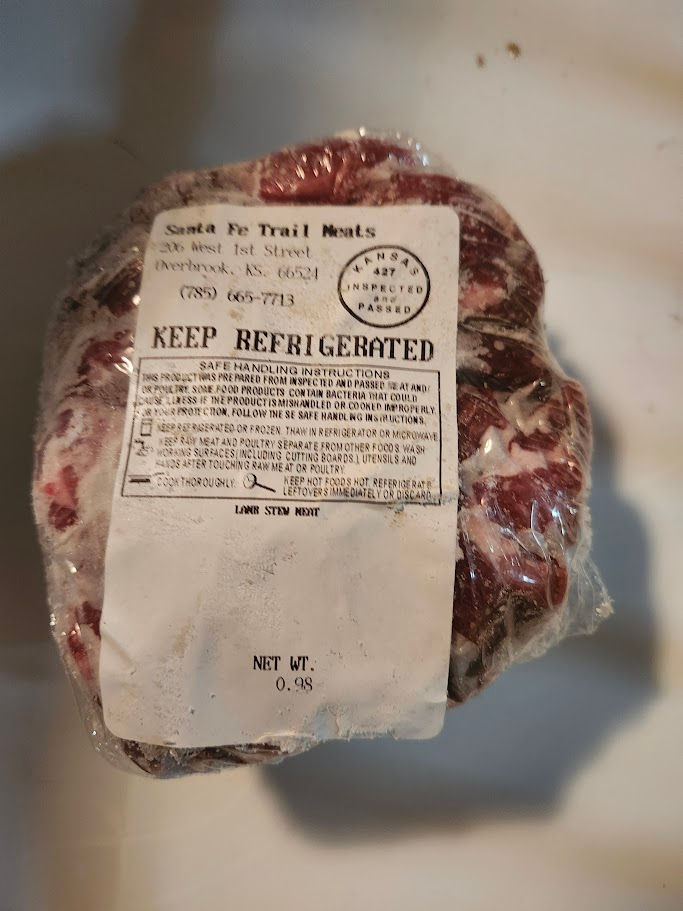 Santa Fe Trail Meats
206 West 1st Street
Overbrook, KS. 66524
(785) 665-7713
KANSAS
427
INSPECTED
and
PASSED
KEEP REFRIGERATED
SAFE HANDLING INSTRUCTIONS
THIS PRODUCT WAS PREPARED FROM INSPECTED AND PASSED MEAT AND/
OR POULTRY. SOME FOOD PRODUCTS CONTAIN BACTERIA THAT COULD
CAUSE ILLNESS IF THE PRODUCT IS MISHANDLED OR COOKED IMPROPERLY.
FOR YOUR PROTECTION, FOLLOW THESE SAFE HANDLING INSTRUCTIONS.
KEEP REFRIGERATED OR FROZEN. THAW IN REFRIGERATOR OR MICROWAVE.
KEEP RAW MEAT AND POULTRY SEPARATE FROM OTHER FOODS. WASH
WORKING SURFACES (INCLUDING CUTTING BOARDS), UTENSILS AND
HANDS AFTER TOUCHING RAW MEAT OR POULTRY.
COOK THOROUGHLY.
KEEP HOT FOODS HOT. REFRIGERATE
LEFTOVERS IMMEDIATELY OR DISCARD.
LAMB STEW MEAT
NET WT.
0.98